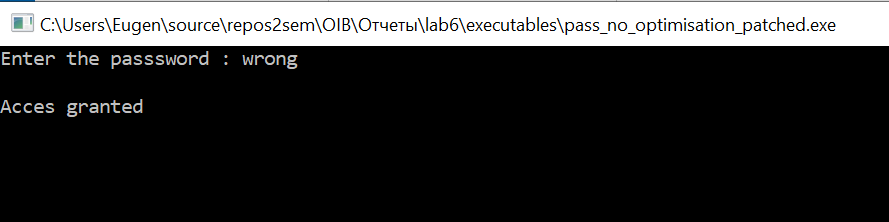 C:\Users\Eugen\source\repos2sem\OIB\Отчеты\lab6\executables\pass_no_optimisation_patched.exe
Enter the passsword : wrong
Acces granted